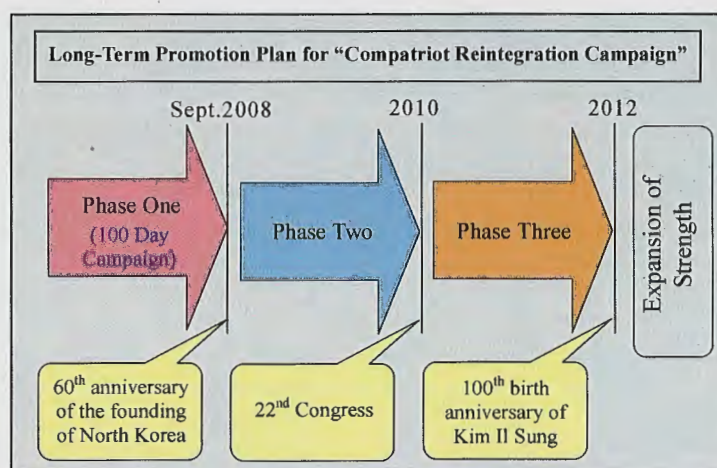 Long-Term Promotion Plan for “Compatriot Reintegration Campaign”
Sept.2008
2010
2012
Phase One
(100 Day
Campaign)
Phase Two
Phase Three
Expansion of
Strength
60th anniversary
of the founding
of North Korea
22nd Congress
100th birth
anniversary of
Kim Il Sung